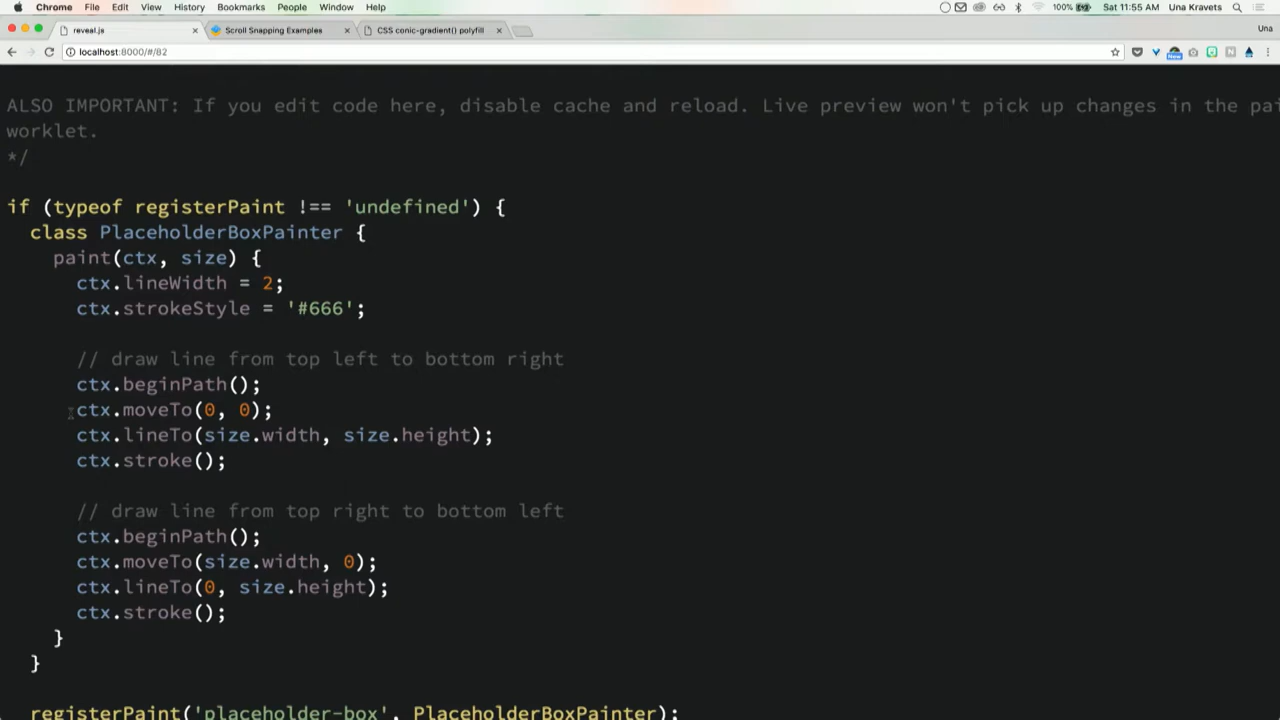 Chrome File Edit View History Bookmarks People Window Help 100% Sat 11:55 AM Una Kravets
reveal.js Scroll Snapping Examples CSS conic-gradient() polyfill Una
localhost:8000/#/82
ALSO IMPORTANT: If you edit code here, disable cache and reload. Live preview won't pick up changes in the pai
worklet.
*/
if (typeof registerPaint !== 'undefined') {
class PlaceholderBoxPainter {
paint(ctx, size) {
ctx.lineWidth = 2;
ctx.strokeStyle = '#666';
// draw line from top left to bottom right
ctx.beginPath();
ctx.moveTo(0, 0);
ctx.lineTo(size.width, size.height);
ctx.stroke();
// draw line from top right to bottom left
ctx.beginPath();
ctx.moveTo(size.width, 0);
ctx.lineTo(0, size.height);
ctx.stroke();
}
}
registerPaint('placeholder-box', PlaceholderBoxPainter);